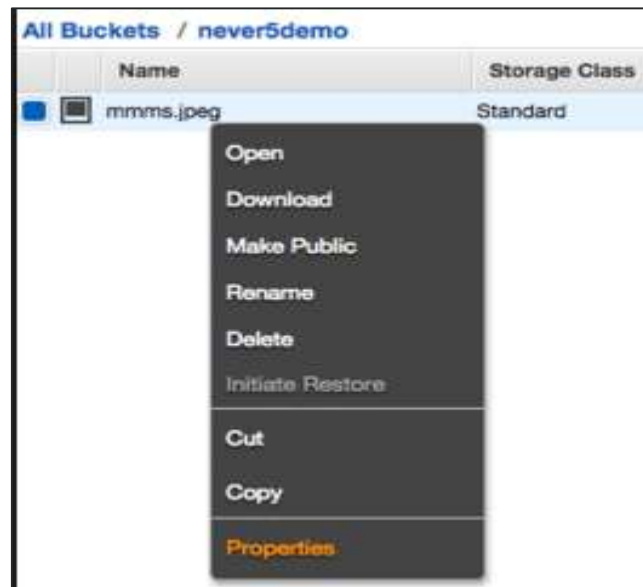 All Buckets / never5demo
Name Storage Class
mmms.jpeg Standard
Open
Download
Make Public
Rename
Delete
Initiate Restore
Cut
Copy
Properties